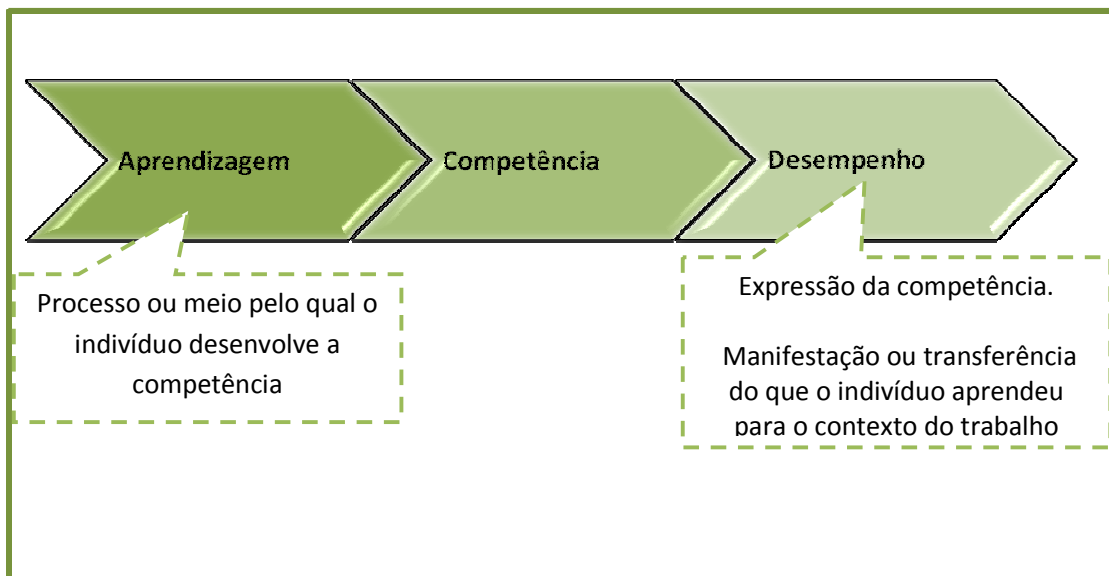 Aprendizagem
Competência
Desempenho
Processo ou meio pelo qual o
indivíduo desenvolve a
competência
Expressão da competência.
Manifestação ou transferência
do que o indivíduo aprendeu
para o contexto do trabalho